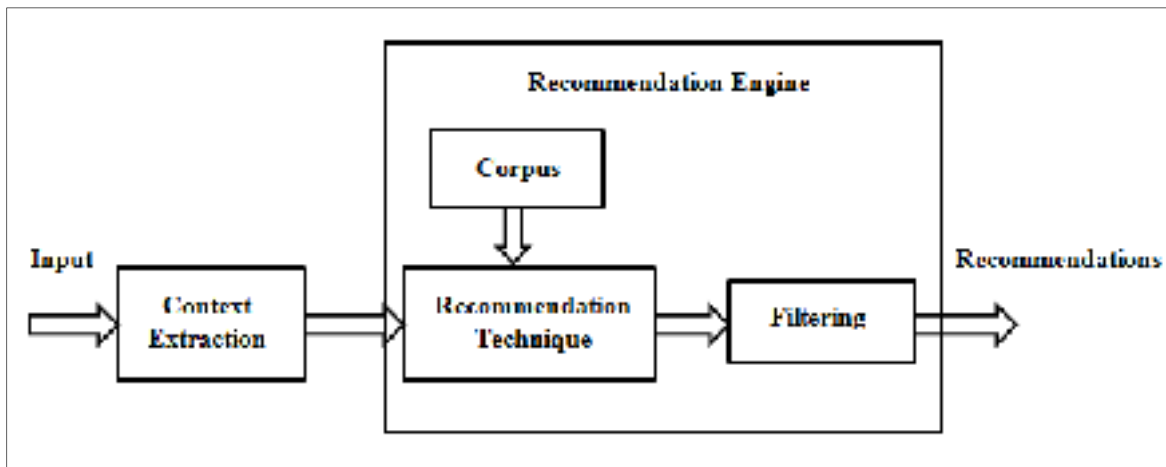 Recommendation Engine
Corpus
Input
Context
Extraction
Recommendation
Technique
Filtering
Recommendations